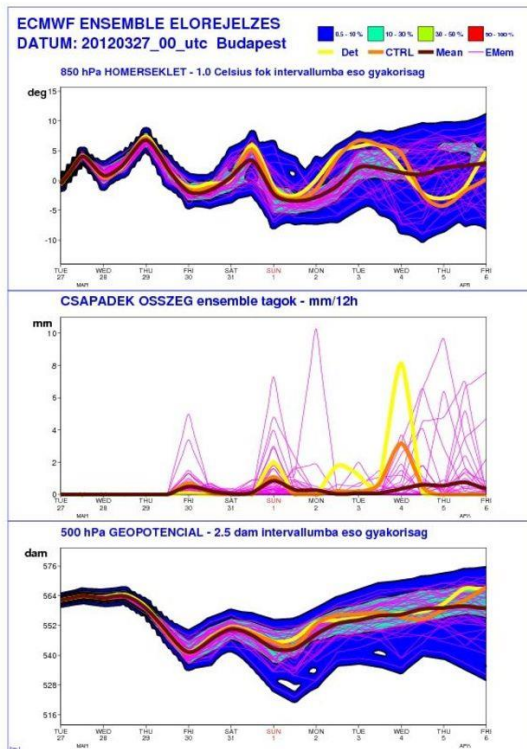 ECMWF ENSEMBLE ELOREJELZES
DATUM: 20120327_00_utc Budapest
0.5 - 10 % 10 - 30 % 30 - 50 % 50 - 100 %
Det CTRL Mean EMem
850 hPa HOMERSEKLET - 1.0 Celsius fok intervallumba eso gyakorisag
deg
15
10
5
0
-5
-10
TUE WED THU FRI SAT SUN MON TUE WED THU FRI
27 28 29 30 31 1 2 3 4 5 6
MAR APR
CSAPADEK OSSZEG ensemble tagok - mm/12h
mm
10
8
6
4
2
0
TUE WED THU FRI SAT SUN MON TUE WED THU FRI
27 28 29 30 31 1 2 3 4 5 6
MAR APR
500 hPa GEOPOTENCIAL - 2.5 dam intervallumba eso gyakorisag
dam
576
564
552
540
528
516
TUE WED THU FRI SAT SUN MON TUE WED THU FRI
27 28 29 30 31 1 2 3 4 5 6
MAR APR